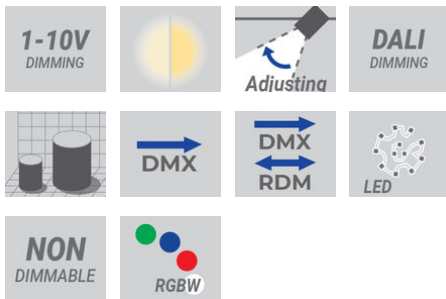 1-10V
DIMMING
Adjusting
DALI
DIMMING
DMX
DMX
RDM
LED
NON
DIMMABLE
RGBW